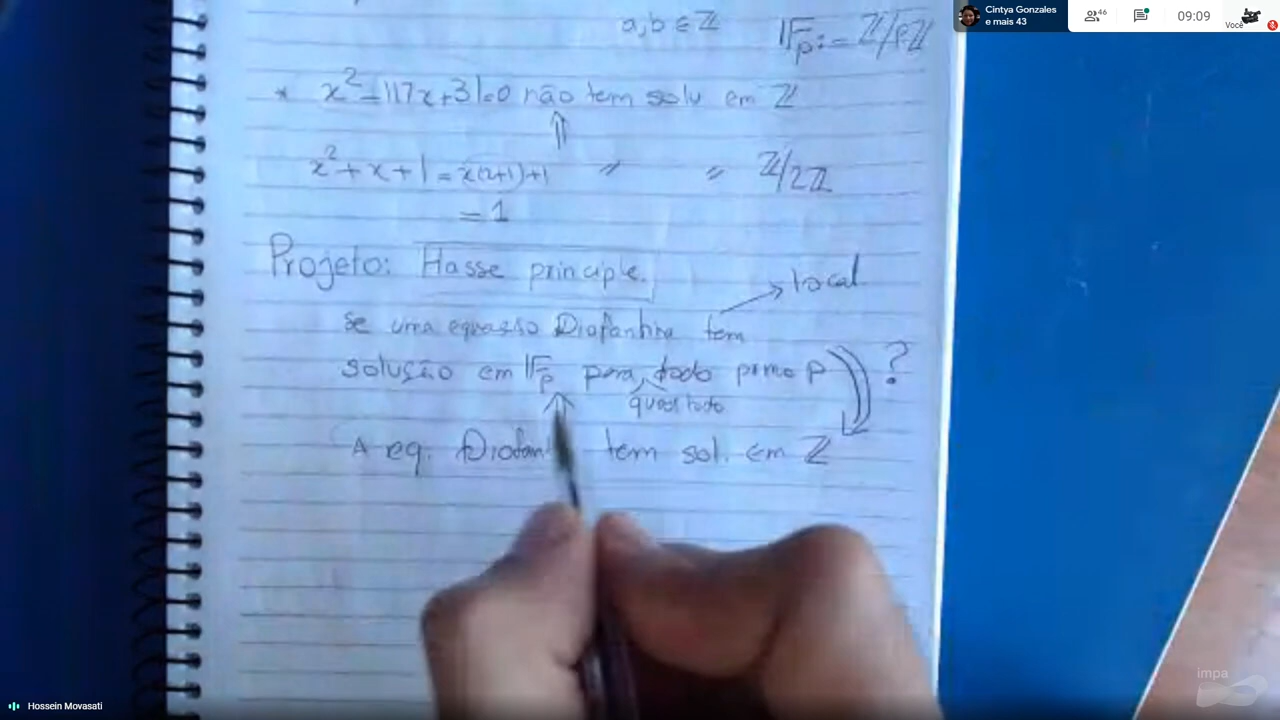 Cintya Gonzales
e mais 43
46
09:09
Você
a,b ∈ ℤ   𝔽p := ℤ/pℤ
* x² - 117x + 31 = 0 não tem solu em ℤ
⇑
x² + x + 1 = x(x+1)+1   〃   〃   ℤ/2ℤ
= 1
Projeto: Hasse principle.
→ local
Se uma equação Diofantina tem
solução em 𝔽p para todo primo p ?
quase todo
A eq. Diofan tem sol. em ℤ
impa
Hossein Movasati